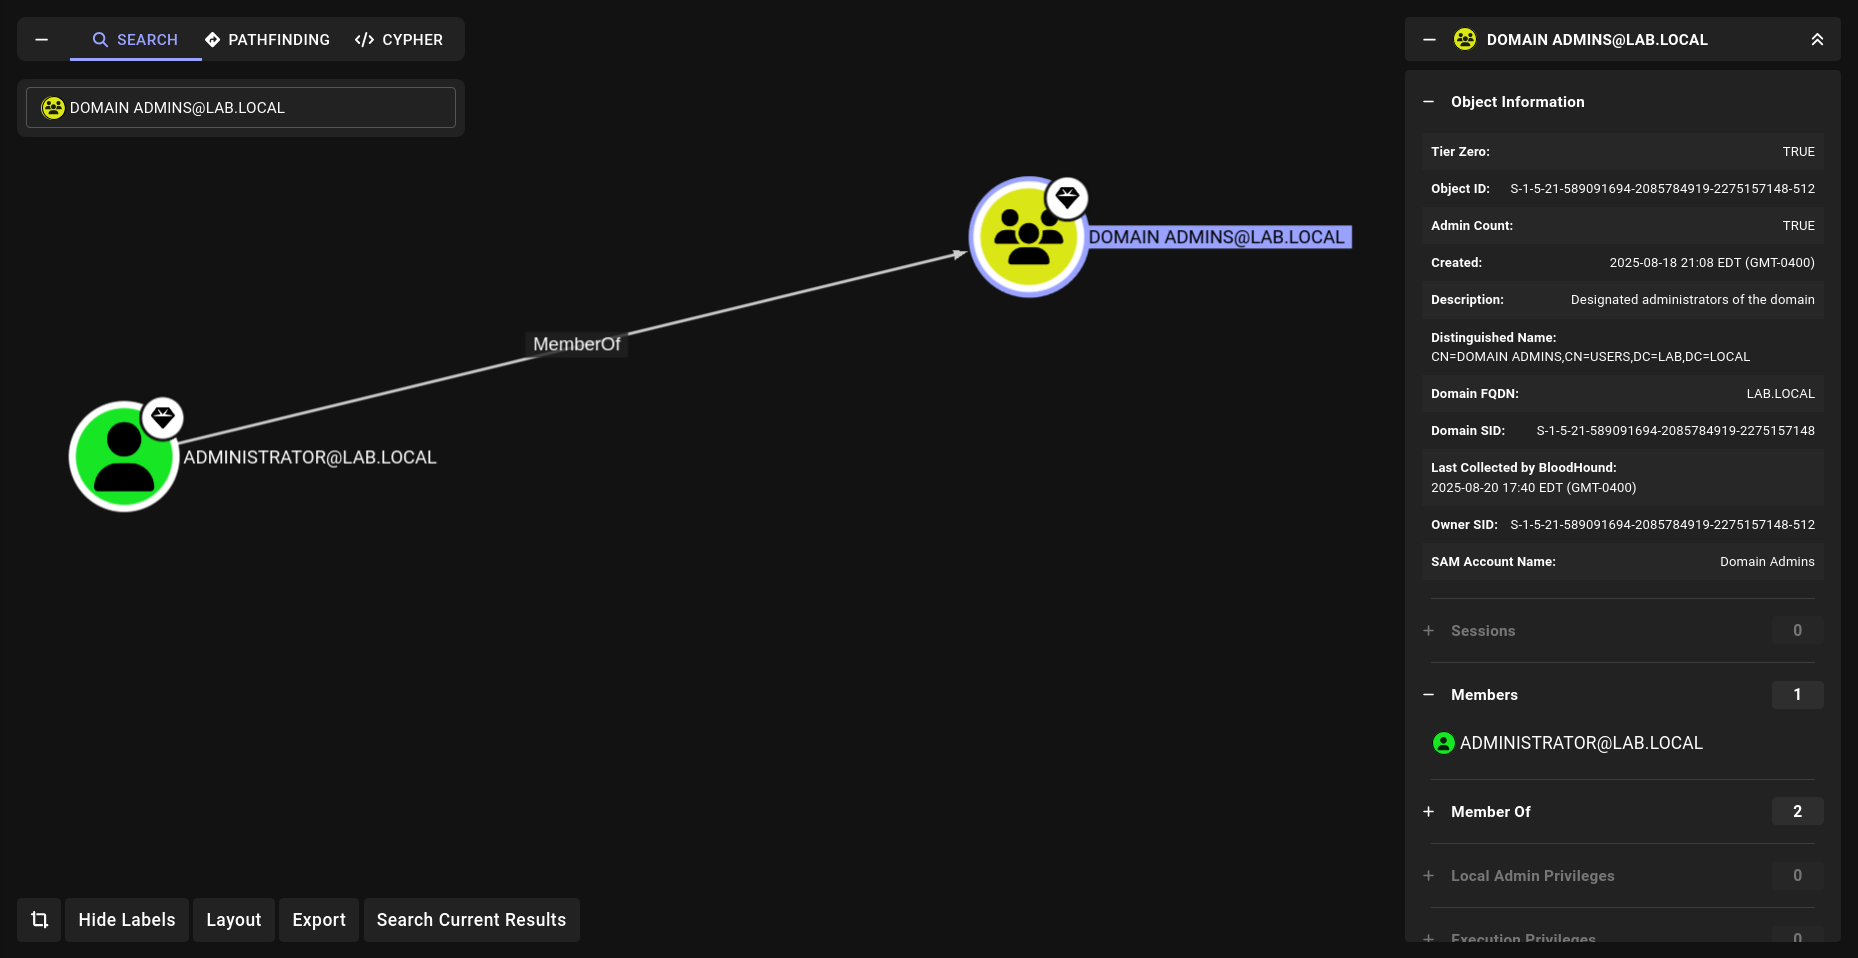 SEARCH
PATHFINDING
CYPHER
DOMAIN ADMINS@LAB.LOCAL
DOMAIN ADMINS@LAB.LOCAL
MemberOf
ADMINISTRATOR@LAB.LOCAL
Hide Labels
Layout
Export
Search Current Results
DOMAIN ADMINS@LAB.LOCAL
Object Information
Tier Zero: TRUE
Object ID: S-1-5-21-589091694-2085784919-2275157148-512
Admin Count: TRUE
Created: 2025-08-18 21:08 EDT (GMT-0400)
Description: Designated administrators of the domain
Distinguished Name:
CN=DOMAIN ADMINS,CN=USERS,DC=LAB,DC=LOCAL
Domain FQDN: LAB.LOCAL
Domain SID: S-1-5-21-589091694-2085784919-2275157148
Last Collected by BloodHound:
2025-08-20 17:40 EDT (GMT-0400)
Owner SID: S-1-5-21-589091694-2085784919-2275157148-512
SAM Account Name: Domain Admins
Sessions 0
Members 1
ADMINISTRATOR@LAB.LOCAL
Member Of 2
Local Admin Privileges 0
Execution Privileges 0